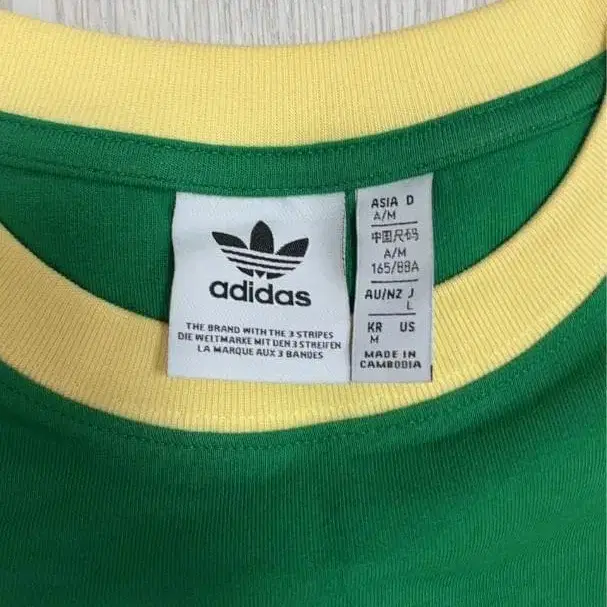 adidas
THE BRAND WITH THE 3 STRIPES
DIE WELTMARKE MIT DEN 3 STREIFEN
LA MARQUE AUX 3 BANDES
ASIA D
A/M
中国尺码
A/M
165/88A
AU/NZ J
L
KR US
M
MADE IN
CAMBODIA